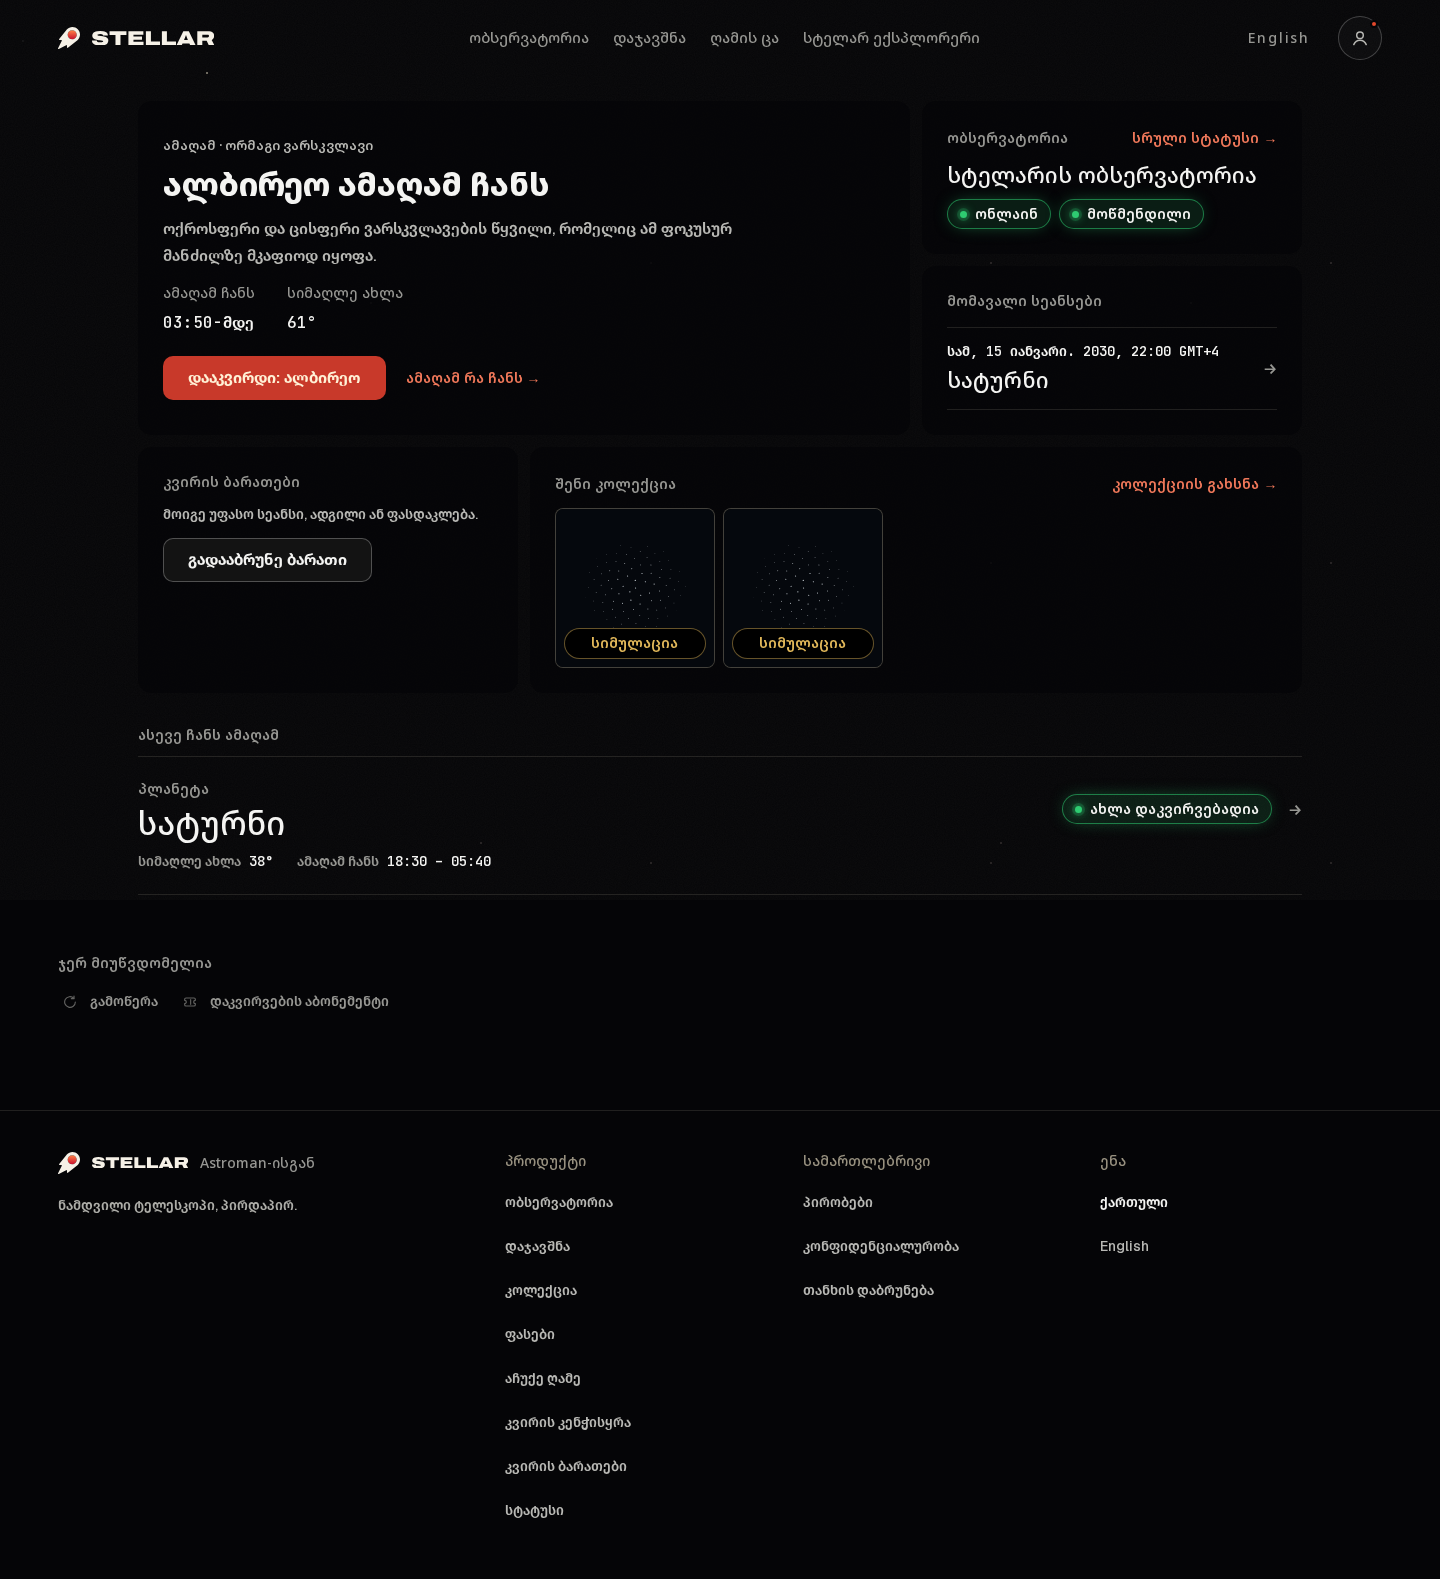 STELLAR
ობსერვატორია დაჯავშნა ღამის ცა სტელარ ექსპლორერი
English
ამაღამ · ორმაგი ვარსკვლავი
ალბირეო ამაღამ ჩანს
ოქროსფერი და ცისფერი ვარსკვლავების წყვილი, რომელიც ამ ფოკუსურ
მანძილზე მკაფიოდ იყოფა.
ამაღამ ჩანს სიმაღლე ახლა
03:50-მდე 61°
დააკვირდი: ალბირეო ამაღამ რა ჩანს →
ობსერვატორია სრული სტატუსი →
სტელარის ობსერვატორია
ონლაინ მოწმენდილი
მომავალი სეანსები
სამ, 15 იანვარი. 2030, 22:00 GMT+4
სატურნი →
კვირის ბარათები
მოიგე უფასო სეანსი, ადგილი ან ფასდაკლება.
გადააბრუნე ბარათი
შენი კოლექცია კოლექციის გახსნა →
სიმულაცია სიმულაცია
ასევე ჩანს ამაღამ
პლანეტა
სატურნი
ახლა დაკვირვებადია →
სიმაღლე ახლა 38° ამაღამ ჩანს 18:30 – 05:40
ჯერ მიუწვდომელია
გამოწერა დაკვირვების აბონემენტი
STELLAR Astroman-ისგან
ნამდვილი ტელესკოპი, პირდაპირ.
პროდუქტი
ობსერვატორია
დაჯავშნა
კოლექცია
ფასები
აჩუქე ღამე
კვირის კენჭისყრა
კვირის ბარათები
სტატუსი
სამართლებრივი
პირობები
კონფიდენციალურობა
თანხის დაბრუნება
ენა
ქართული
English